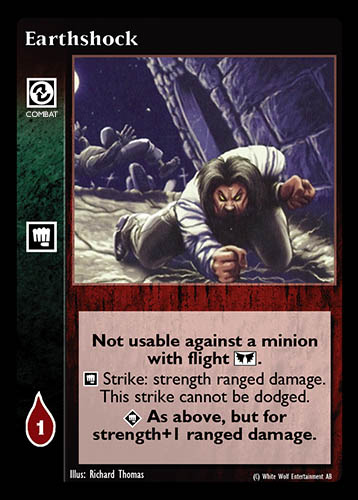 Earthshock
COMBAT
Not usable against a minion
with flight.
Strike: strength ranged damage.
This strike cannot be dodged.
As above, but for
strength+1 ranged damage.
1
Illus: Richard Thomas
(C) White Wolf Entertainment AB